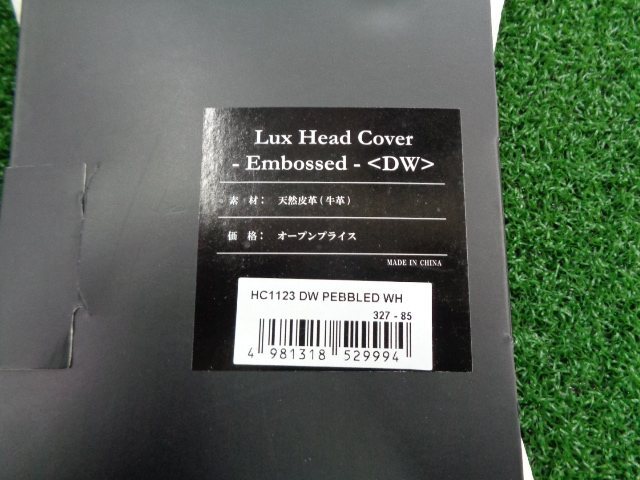 Lux Head Cover
- Embossed - <DW>
素 材： 天然皮革(牛革)
価 格： オープンプライス
MADE IN CHINA
HC1123 DW PEBBLED WH
327 - 85
4 981318 529994